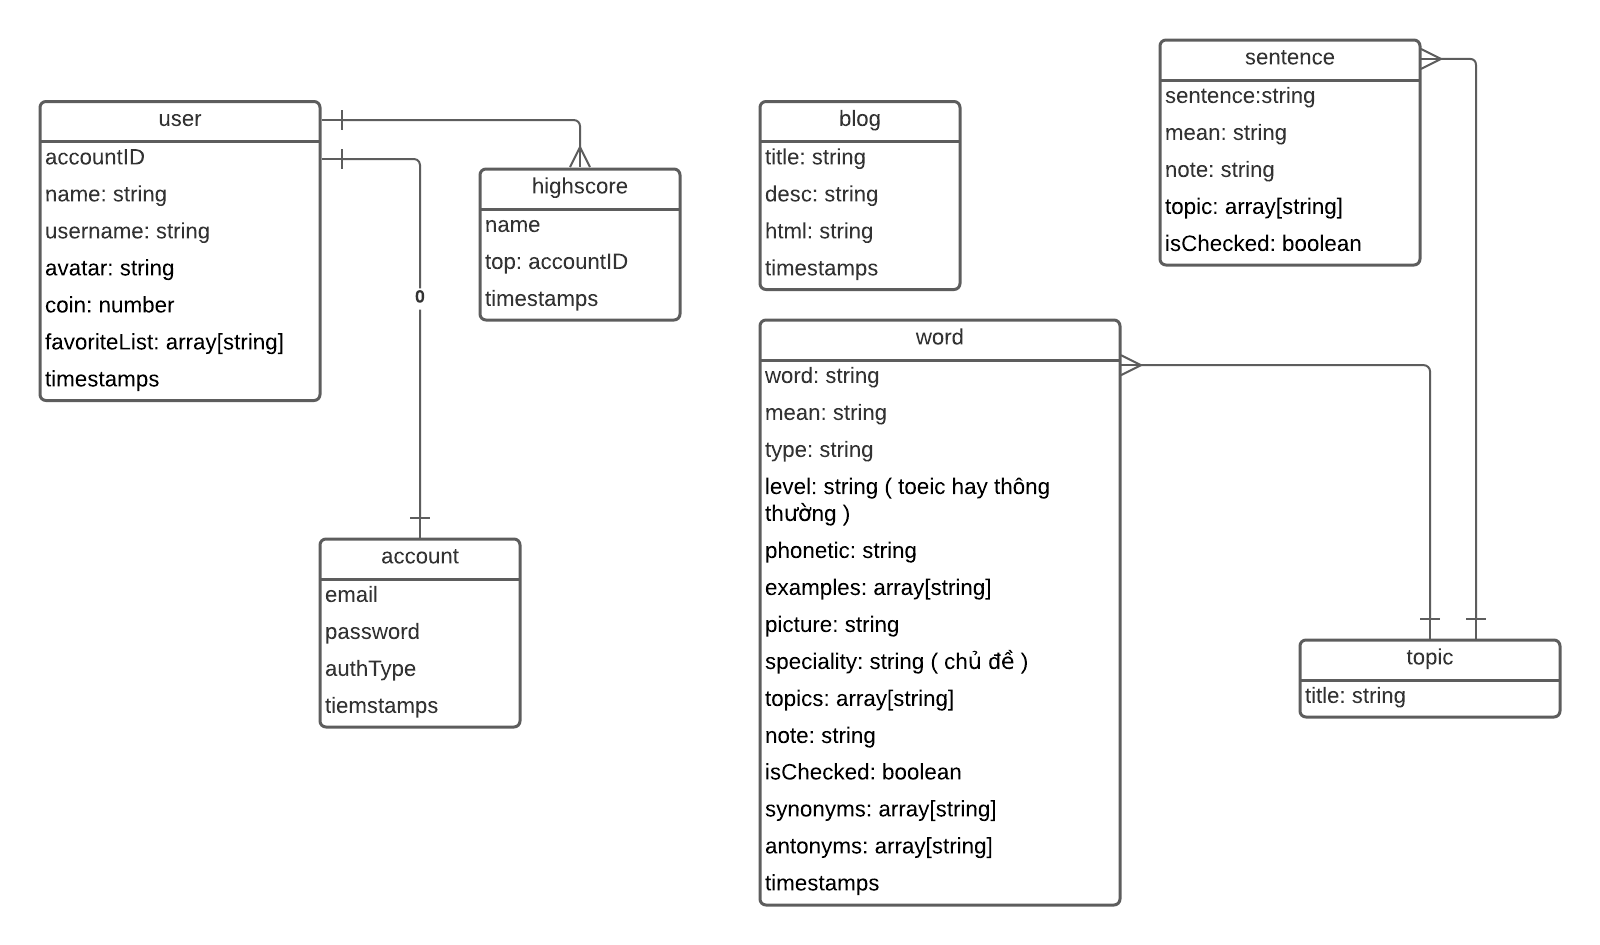 user
accountID
name: string
username: string
avatar: string
coin: number
favoriteList: array[string]
timestamps
highscore
name
top: accountID
timestamps
0
account
email
password
authType
tiemstamps
blog
title: string
desc: string
html: string
timestamps
word
word: string
mean: string
type: string
level: string ( toeic hay thông
thường )
phonetic: string
examples: array[string]
picture: string
speciality: string ( chủ đề )
topics: array[string]
note: string
isChecked: boolean
synonyms: array[string]
antonyms: array[string]
timestamps
sentence
sentence:string
mean: string
note: string
topic: array[string]
isChecked: boolean
topic
title: string